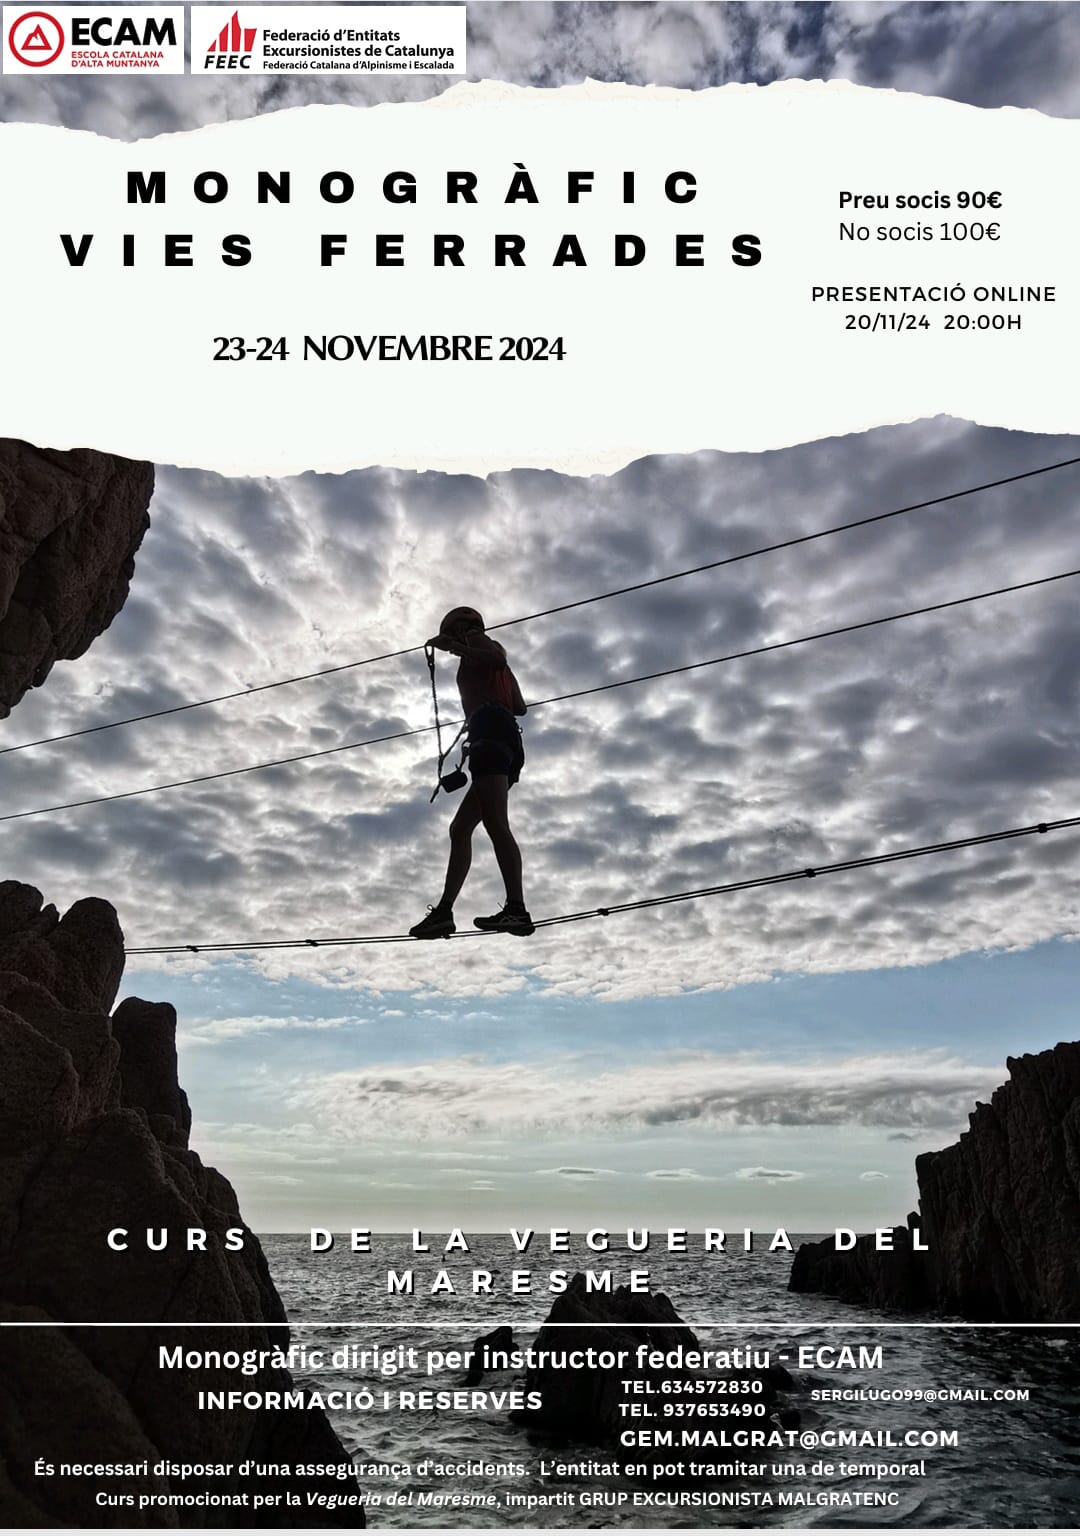 ECAM
ESCOLA CATALANA
D'ALTA MUNTANYA
FEEC
Federació d'Entitats
Excursionistes de Catalunya
Federació Catalana d'Alpinisme i Escalada
MONOGRÀFIC
VIES FERRADES
23-24 NOVEMBRE 2024
Preu socis 90€
No socis 100€
PRESENTACIÓ ONLINE
20/11/24 20:00H
CURS DE LA VEGUERIA DEL
MARESME
Monogràfic dirigit per instructor federatiu - ECAM
INFORMACIÓ I RESERVES
TEL.634572830
TEL. 937653490
SERGILUGO99@GMAIL.COM
GEM.MALGRAT@GMAIL.COM
És necessari disposar d'una assegurança d'accidents. L'entitat en pot tramitar una de temporal
Curs promocionat per la Vegueria del Maresme, impartit GRUP EXCURSIONISTA MALGRATENC